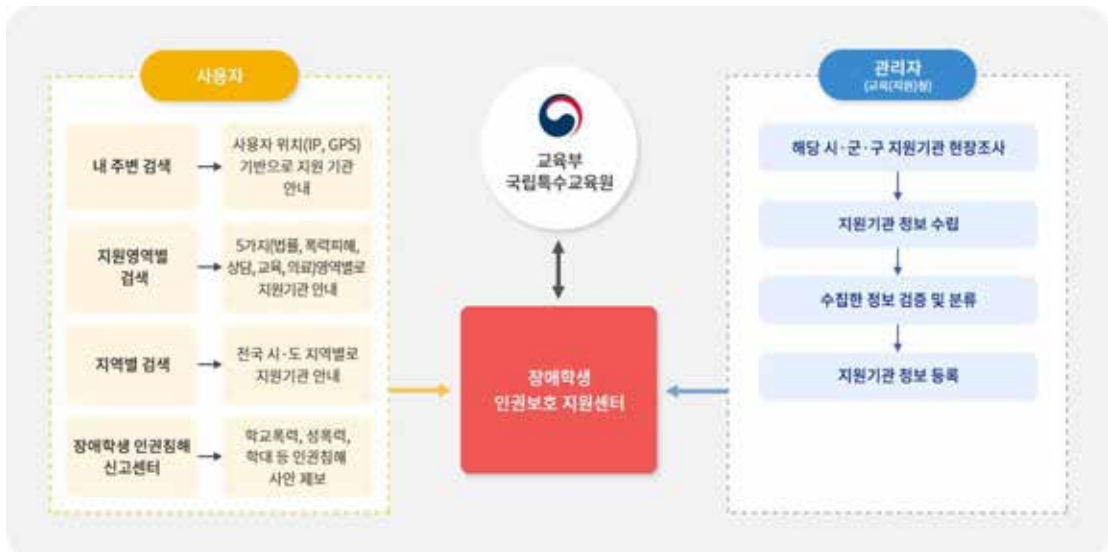 사용자
내 주변 검색
사용자 위치(IP, GPS)
기반으로 지원 기관
안내
지원영역별
검색
5가지(법률, 폭력피해,
상담, 교육, 의료)영역별로
지원기관 안내
지역별 검색
전국 시·도 지역별로
지원기관 안내
장애학생 인권침해
신고센터
학교폭력, 성폭력,
학대 등 인권침해
사안 제보
교육부
국립특수교육원
장애학생
인권보호 지원센터
관리자
(교육(지원)청)
해당 시·군·구 지원기관 현장조사
지원기관 정보 수립
수집한 정보 검증 및 분류
지원기관 정보 등록